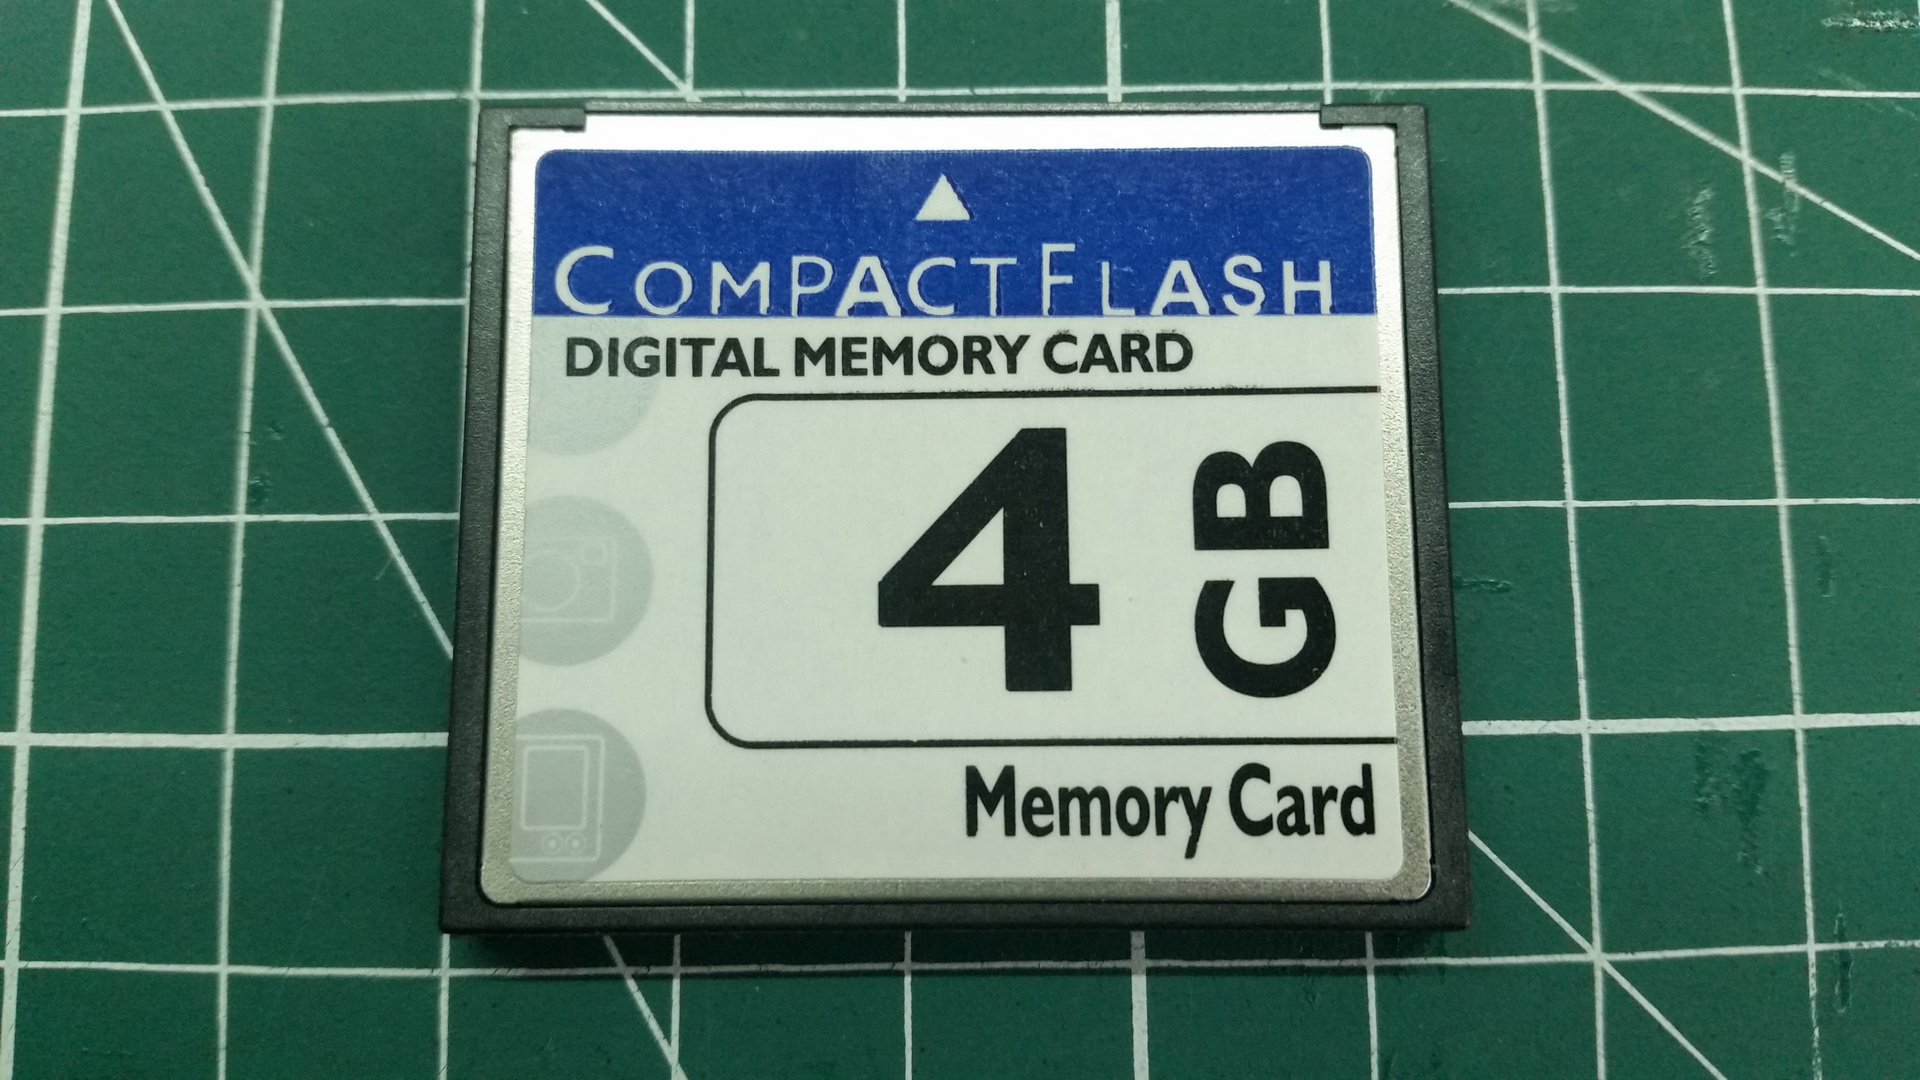 COMPACTFLASH
DIGITAL MEMORY CARD
4 GB
Memory Card